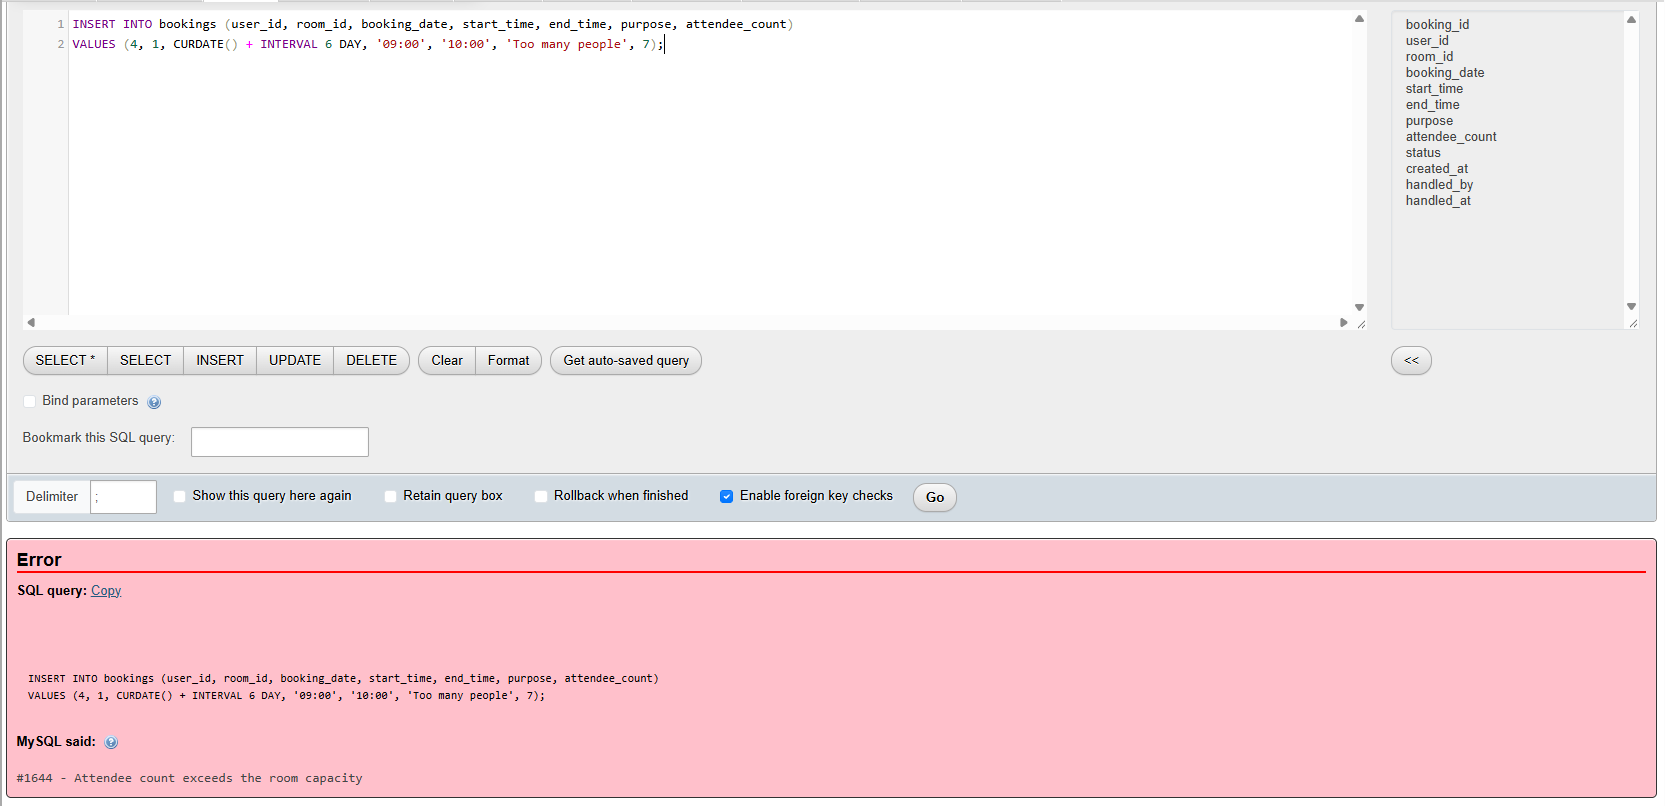 1 INSERT INTO bookings (user_id, room_id, booking_date, start_time, end_time, purpose, attendee_count)
2 VALUES (4, 1, CURDATE() + INTERVAL 6 DAY, '09:00', '10:00', 'Too many people', 7);
booking_id
user_id
room_id
booking_date
start_time
end_time
purpose
attendee_count
status
created_at
handled_by
handled_at
SELECT * SELECT INSERT UPDATE DELETE Clear Format Get auto-saved query <<
Bind parameters
Bookmark this SQL query:
Delimiter ; Show this query here again Retain query box Rollback when finished Enable foreign key checks Go
Error
SQL query: Copy
INSERT INTO bookings (user_id, room_id, booking_date, start_time, end_time, purpose, attendee_count)
VALUES (4, 1, CURDATE() + INTERVAL 6 DAY, '09:00', '10:00', 'Too many people', 7);
MySQL said:
#1644 - Attendee count exceeds the room capacity